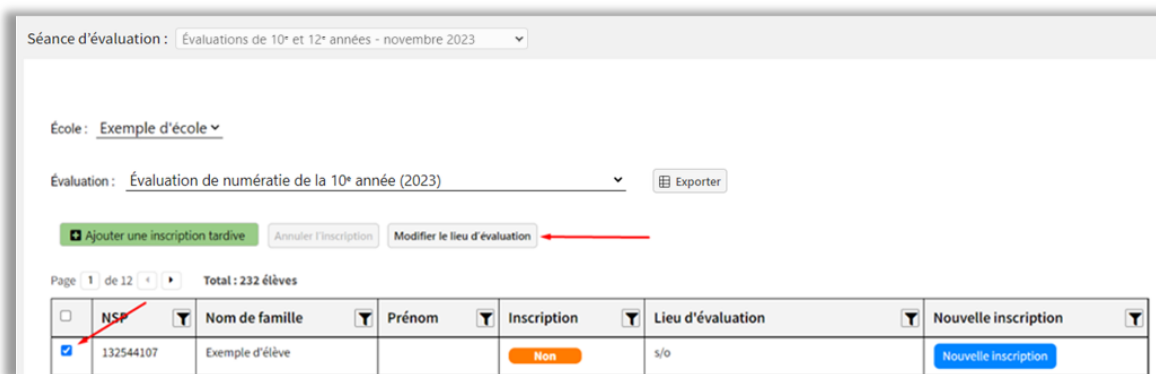 Séance d'évaluation : Évaluations de 10ᵉ et 12ᵉ années - novembre 2023
École : Exemple d'école
Évaluation : Évaluation de numératie de la 10ᵉ année (2023) Exporter
Ajouter une inscription tardive Annuler l'inscription Modifier le lieu d'évaluation
Page 1 de 12 Total : 232 élèves
NSP Nom de famille Prénom Inscription Lieu d'évaluation Nouvelle inscription
132544107 Exemple d'élève Non s/o Nouvelle inscription